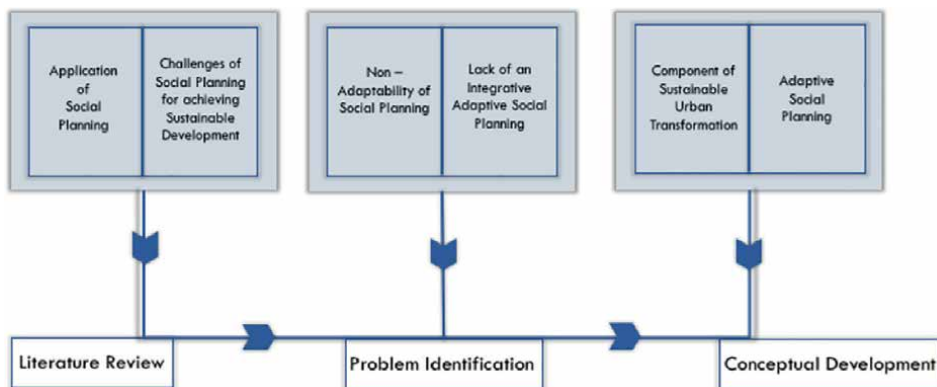 Application
of
Social
Planning
Challenges of
Social Planning
for achieving
Sustainable
Development
Non –
Adaptability of
Social Planning
Lack of an
Integrative
Adaptive Social
Planning
Component of
Sustainable
Urban
Transformation
Adaptive
Social
Planning
Literature Review
Problem Identification
Conceptual Development